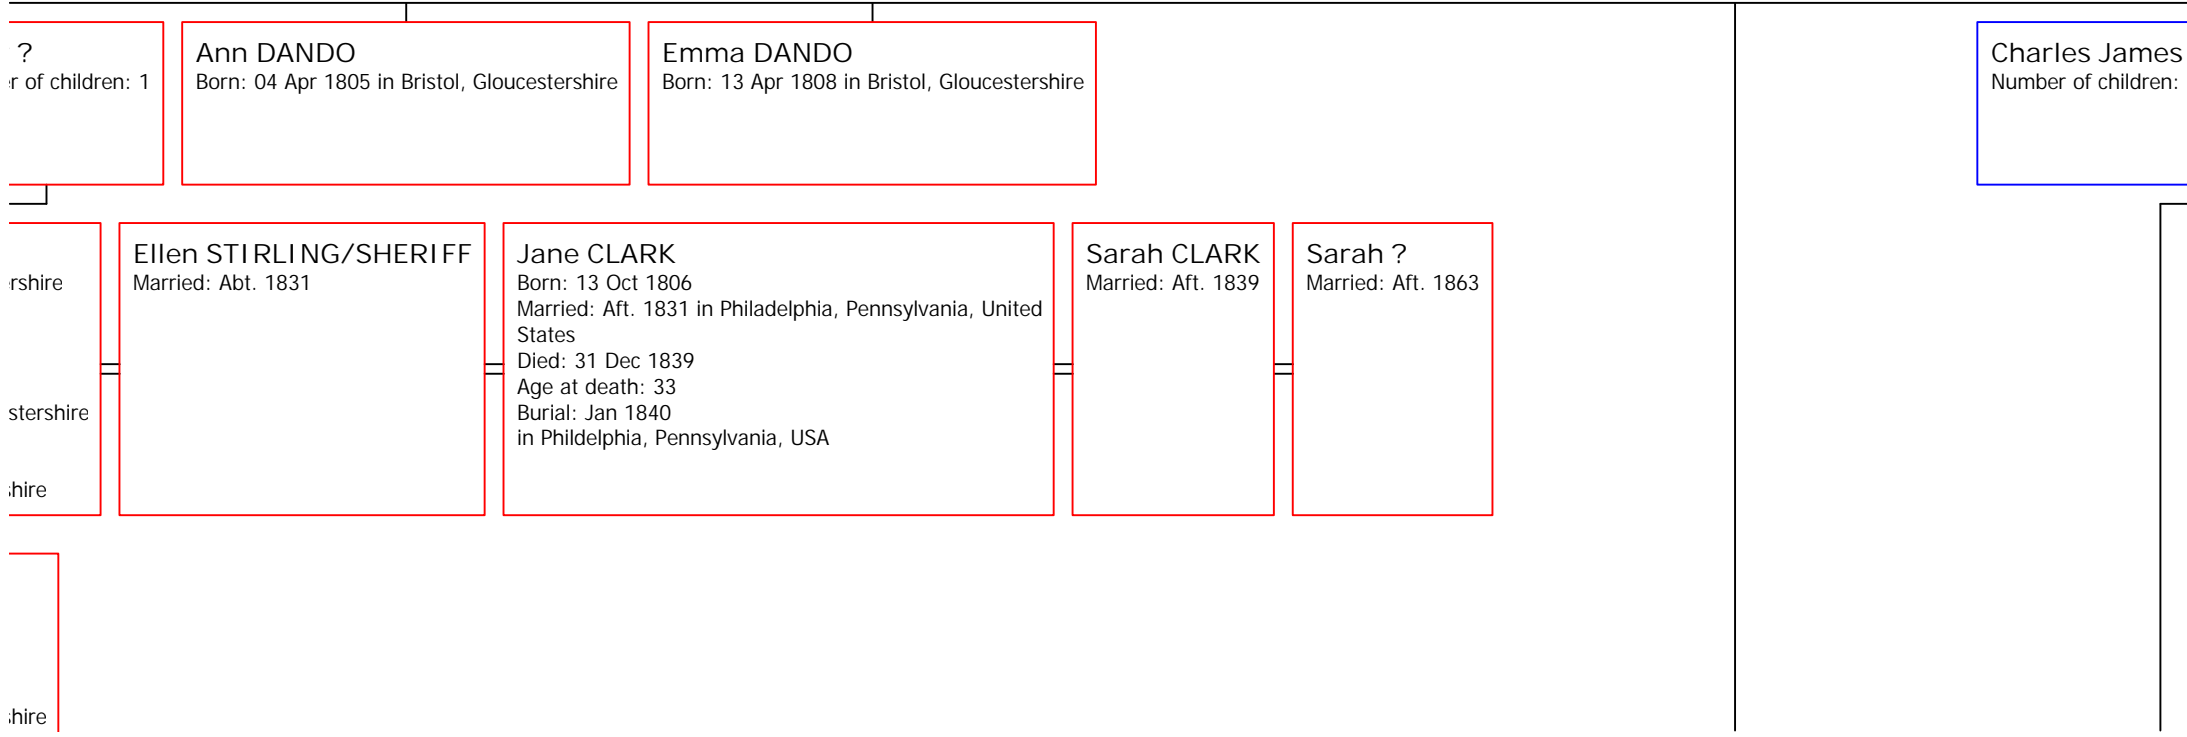 ?
er of children: 1
Ann DANDO
Born: 04 Apr 1805 in Bristol, Gloucestershire
Emma DANDO
Born: 13 Apr 1808 in Bristol, Gloucestershire
Charles James
Number of children:
rshire
stershire
shire
Ellen STIRLING/SHERIFF
Married: Abt. 1831
Jane CLARK
Born: 13 Oct 1806
Married: Aft. 1831 in Philadelphia, Pennsylvania, United
States
Died: 31 Dec 1839
Age at death: 33
Burial: Jan 1840
in Phildelphia, Pennsylvania, USA
Sarah CLARK
Married: Aft. 1839
Sarah ?
Married: Aft. 1863
shire